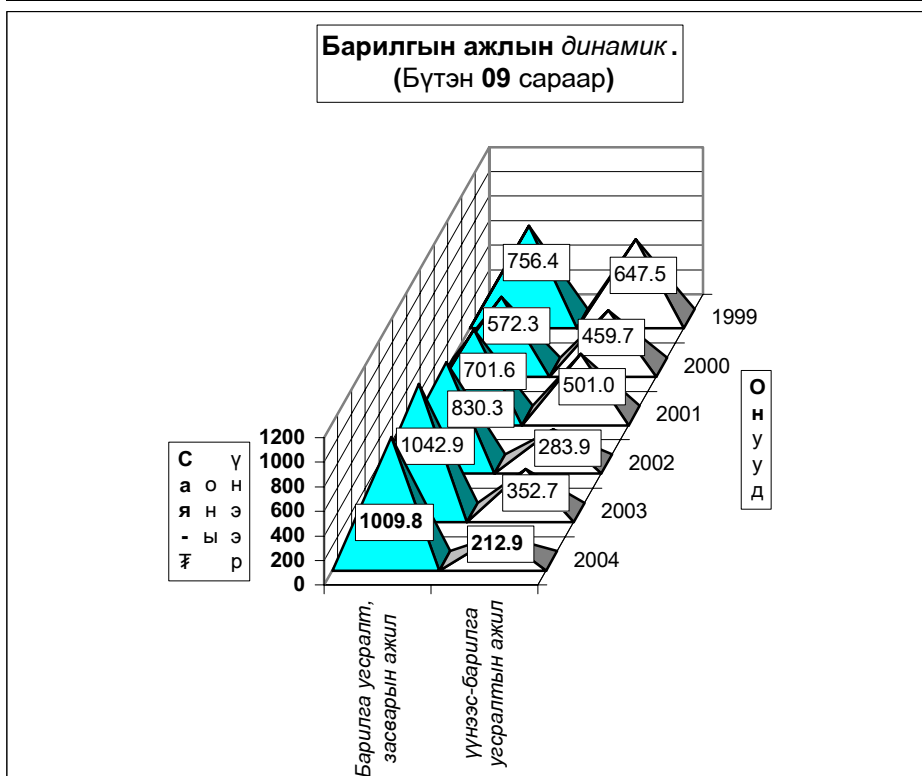 Барилгын ажлын динамик.
(Бүтэн 09 сараар)
756.4
647.5
1999
572.3
459.7
2000
701.6
501.0
2001
830.3
283.9
2002
1042.9
352.7
2003
1009.8
212.9
2004
О
н
у
у
д
1200
1000
800
600
400
200
0
С ү
а о н
я н э
- ы э
₮ р
Барилга угсралт,
засварын ажил
үүнээс-барилга
угсралтын ажил